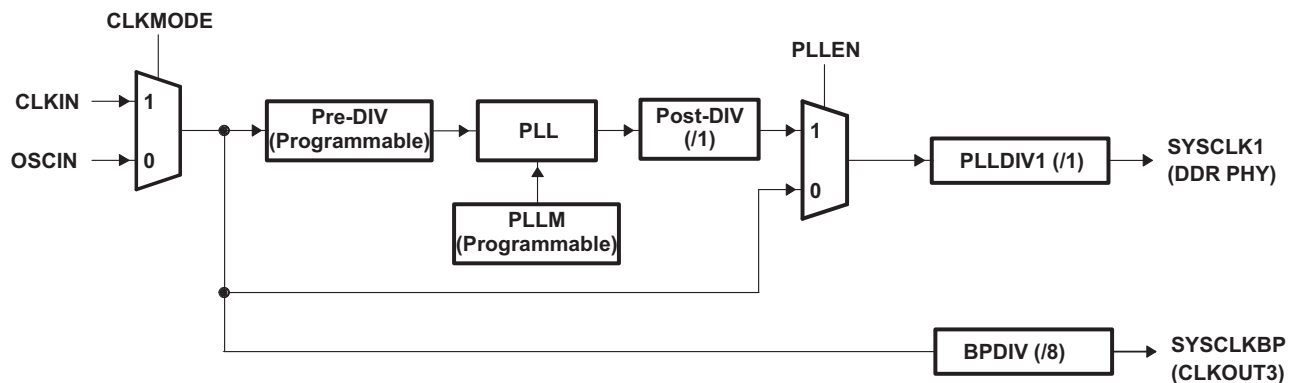 CLKMODE
PLLEN
CLKIN
1
OSCIN
0
Pre-DIV
(Programmable)
PLL
Post-DIV
(/1)
1
0
PLLM
(Programmable)
PLLDIV1 (/1)
SYSCLK1
(DDR PHY)
BPDIV (/8)
SYSCLKBP
(CLKOUT3)